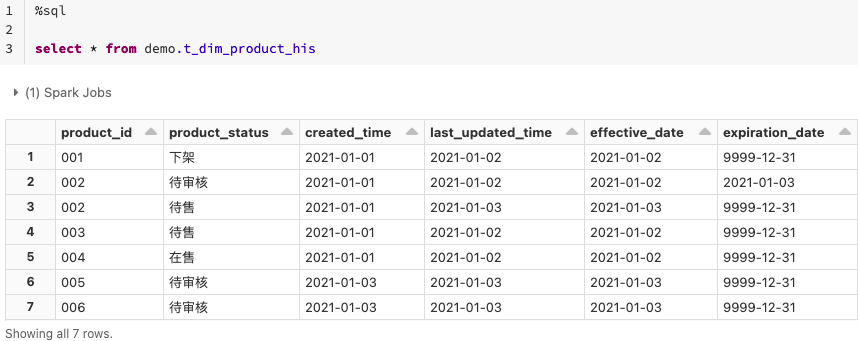 1 %sql
2
3 select * from demo.t_dim_product_his
(1) Spark Jobs
product_id product_status created_time last_updated_time effective_date expiration_date
1 001 下架 2021-01-01 2021-01-02 2021-01-02 9999-12-31
2 002 待审核 2021-01-01 2021-01-02 2021-01-02 2021-01-03
3 002 待售 2021-01-01 2021-01-03 2021-01-03 9999-12-31
4 003 待售 2021-01-01 2021-01-02 2021-01-02 9999-12-31
5 004 在售 2021-01-01 2021-01-02 2021-01-02 9999-12-31
6 005 待审核 2021-01-03 2021-01-03 2021-01-03 9999-12-31
7 006 待审核 2021-01-03 2021-01-03 2021-01-03 9999-12-31
Showing all 7 rows.